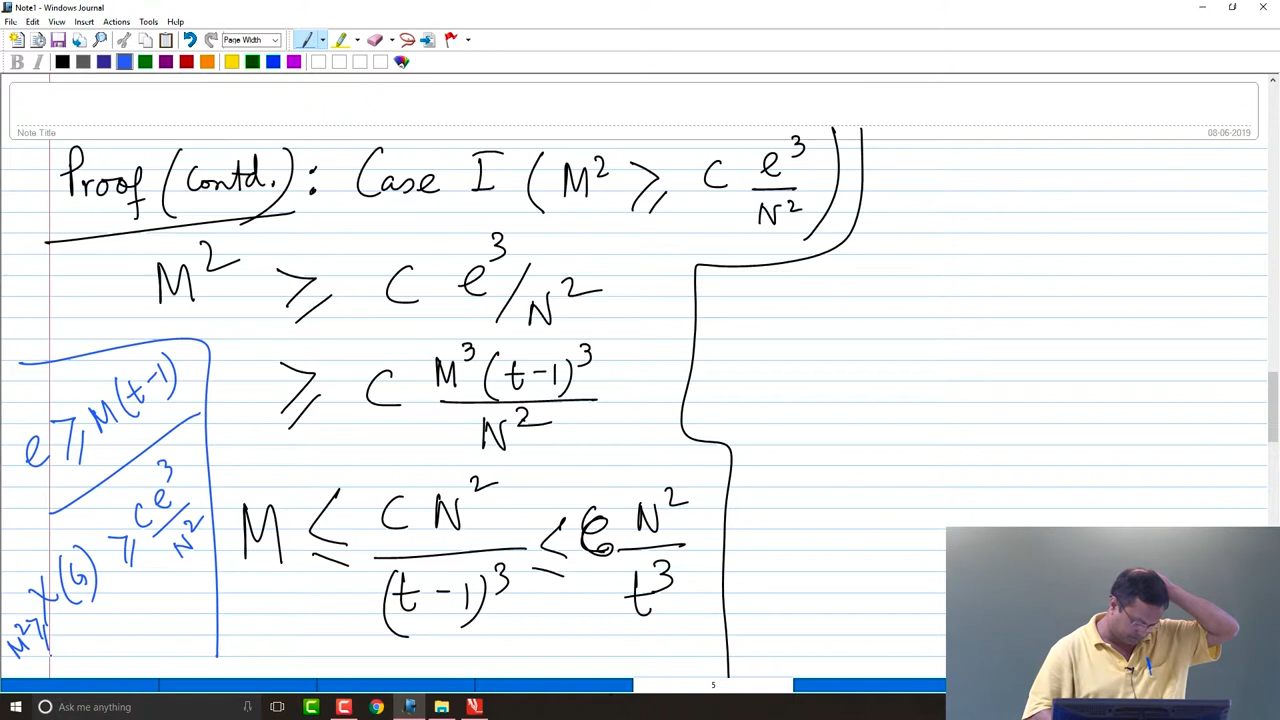 Note1 - Windows Journal
File Edit View Insert Actions Tools Help
Page Width
B I
Note Title
08-06-2019
Proof (contd.) : Case I ( M² ⩾ C e³/N² )
M² ⩾ C e³/N²
⩾ C M³(t-1)³/N²
M ≤ C N²/(t-1)³ ≤ C N²/t³
e ⩾ M(t-1)
M² ⩾ χ(G) ⩾ C e³/N²
5
Ask me anything